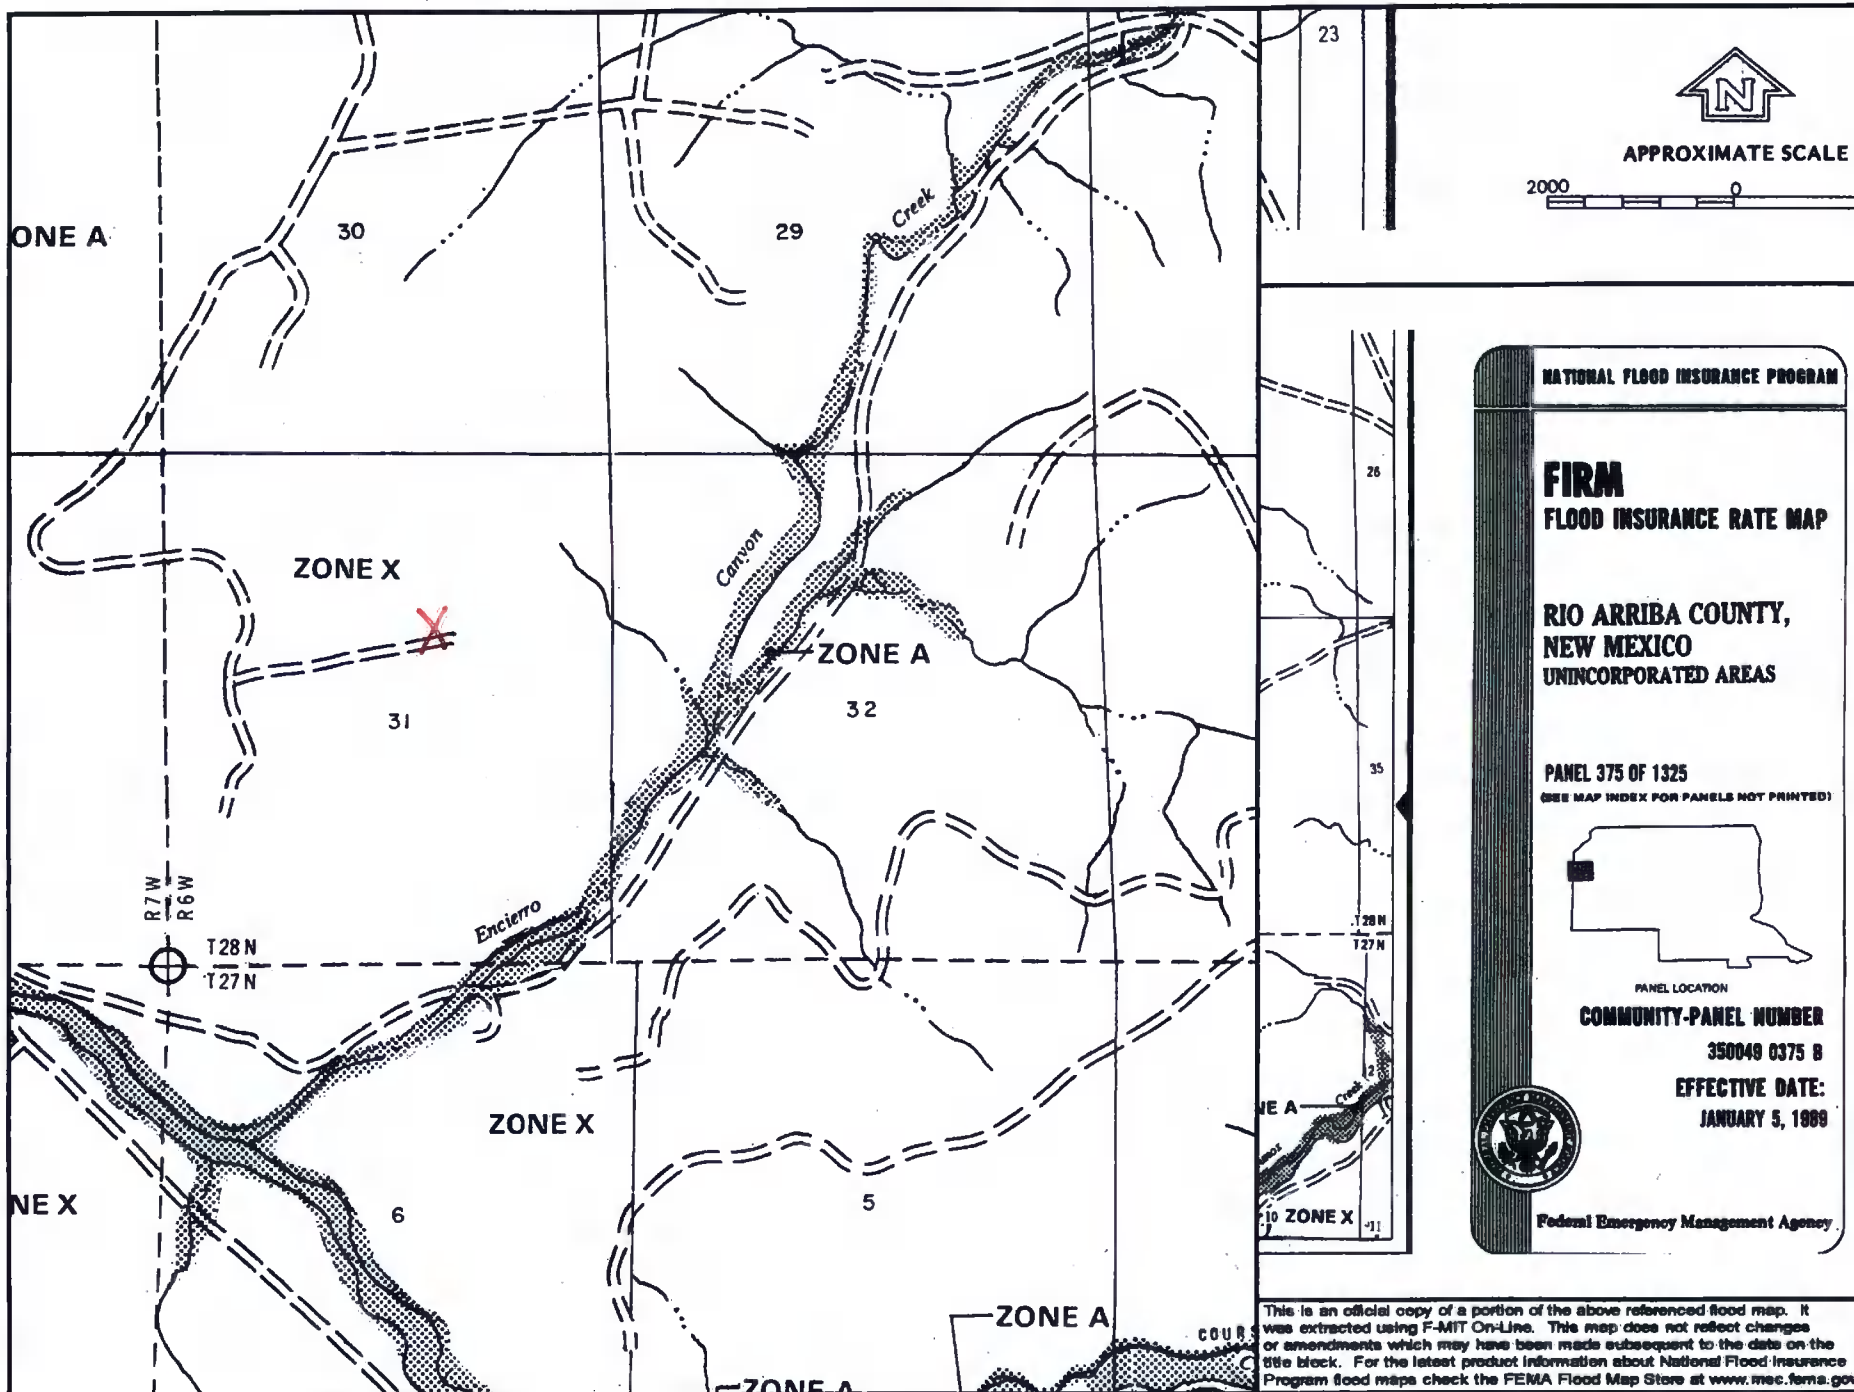 23
APPROXIMATE SCALE
2000 0
ONE A
30
29
Creek
NATIONAL FLOOD INSURANCE PROGRAM
FIRM
FLOOD INSURANCE RATE MAP
26
Canyon
ZONE X
X
RIO ARRIBA COUNTY,
NEW MEXICO
UNINCORPORATED AREAS
ZONE A
31
32
35
PANEL 375 OF 1325
(SEE MAP INDEX FOR PANELS NOT PRINTED)
R7W
R6W
Encierro
T28N
T27N
T28N
T27N
PANEL LOCATION
COMMUNITY-PANEL NUMBER
350049 0375 B
EFFECTIVE DATE:
JANUARY 5, 1989
2
Creek
NE A
ZONE X
NE X
6
5
10 ZONE X 11
Federal Emergency Management Agency
ZONE A
COURS
ZONE A
This is an official copy of a portion of the above referenced flood map. It
was extracted using F-MIT On-Line. This map does not reflect changes
or amendments which may have been made subsequent to the date on the
title block. For the latest product information about National Flood Insurance
Program flood maps check the FEMA Flood Map Store at www.msc.fema.gov
N